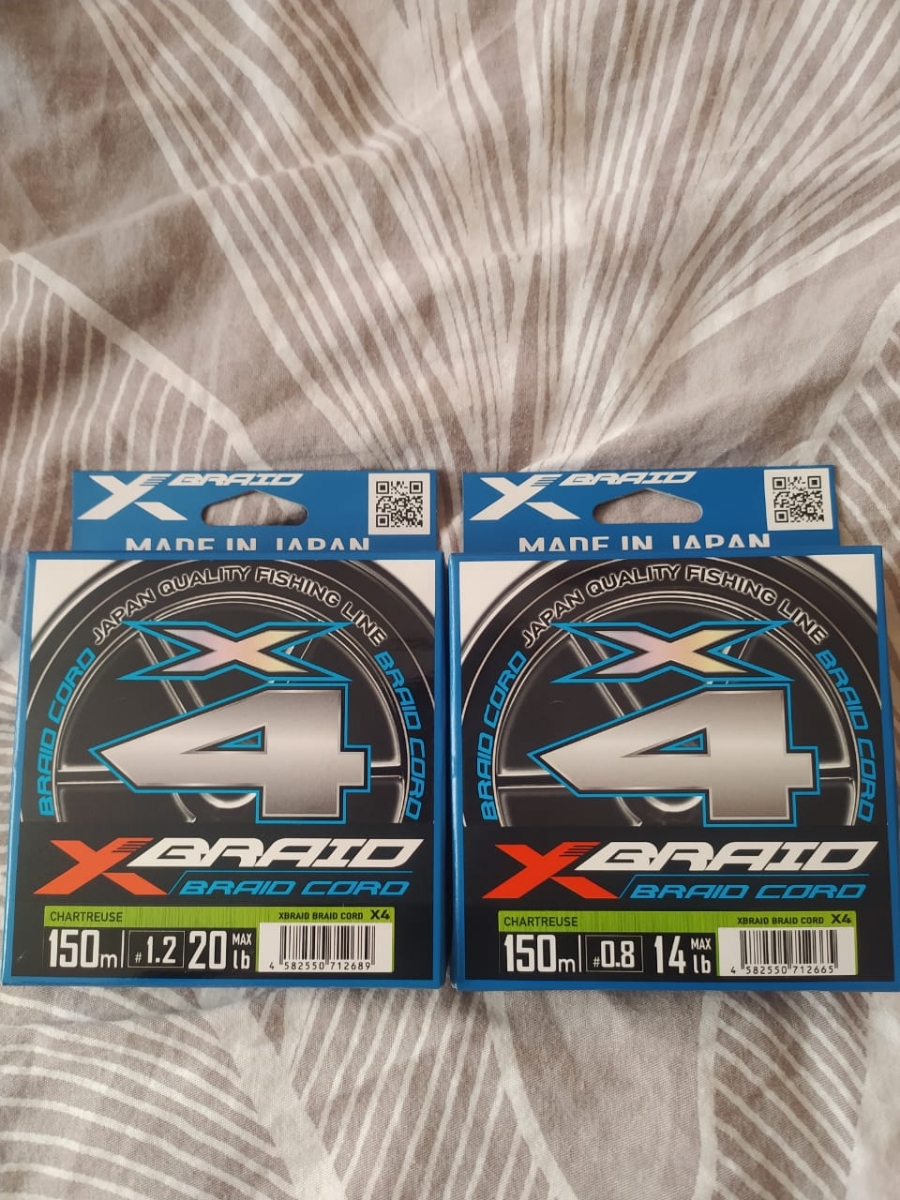 XBRAID
MADE IN JAPAN
JAPAN QUALITY FISHING LINE
BRAID CORD
BRAID CORD
X
4
XBRAID
BRAID CORD
CHARTREUSE
XBRAID BRAID CORD X4
150m #1.2 20 MAX lb
4 582550 712689
XBRAID
MADE IN JAPAN
JAPAN QUALITY FISHING LINE
BRAID CORD
BRAID CORD
X
4
XBRAID
BRAID CORD
CHARTREUSE
XBRAID BRAID CORD X4
150m #0.8 14 MAX lb
4 582550 712665